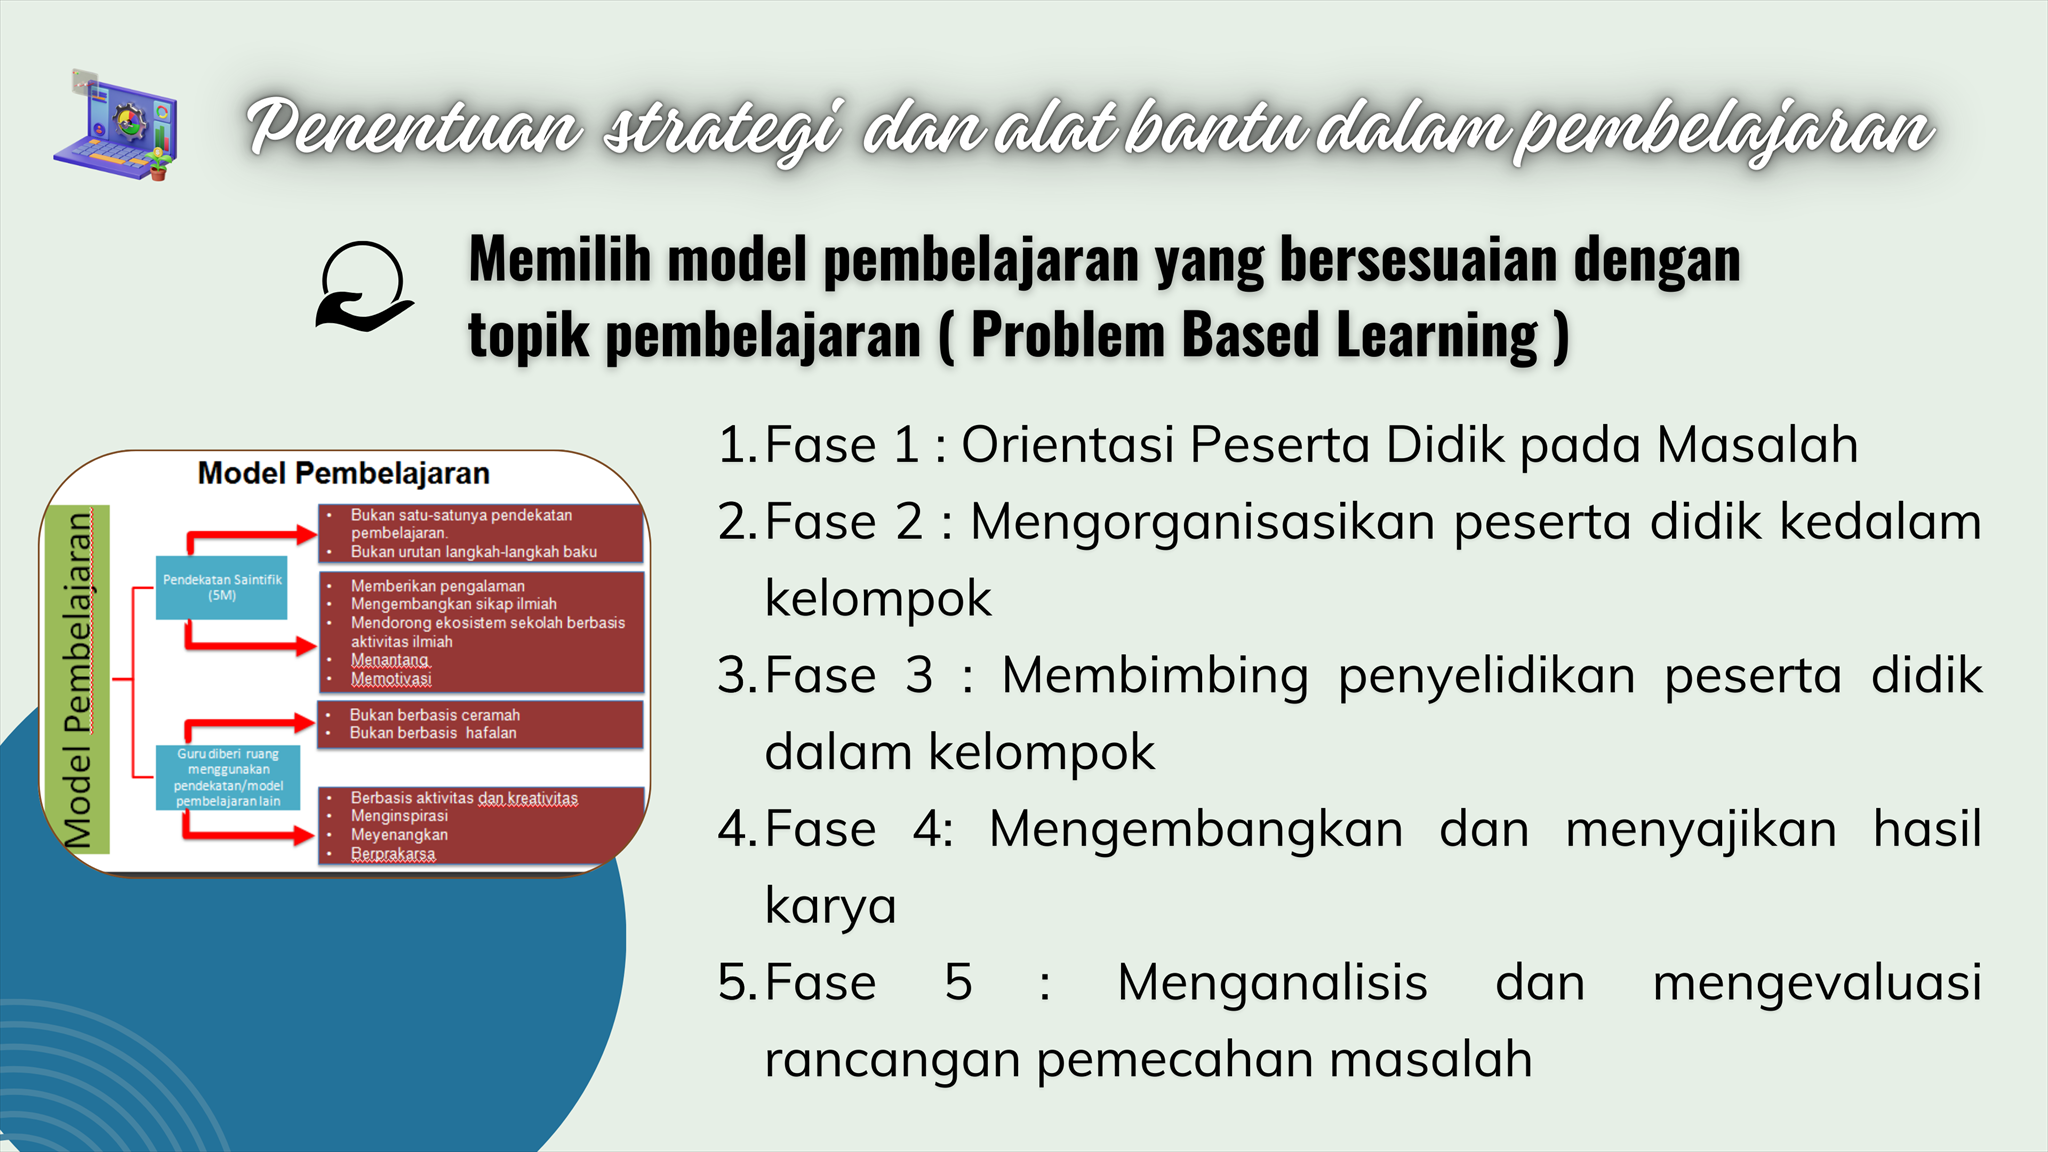 Penentuan strategi dan alat bantu dalam pembelajaran
Memilih model pembelajaran yang bersesuaian dengan
topik pembelajaran ( Problem Based Learning )
Model Pembelajaran
Model Pembelajaran
Pendekatan Saintifik
(5M)
• Bukan satu-satunya pendekatan
pembelajaran.
• Bukan urutan langkah-langkah baku
• Memberikan pengalaman
• Mengembangkan sikap ilmiah
• Mendorong ekosistem sekolah berbasis
aktivitas ilmiah
• Menantang
• Memotivasi
Guru diberi ruang
menggunakan
pendekatan/model
pembelajaran lain
• Bukan berbasis ceramah
• Bukan berbasis hafalan
• Berbasis aktivitas dan kreativitas
• Menginspirasi
• Meyenangkan
• Berprakarsa
1. Fase 1 : Orientasi Peserta Didik pada Masalah
2. Fase 2 : Mengorganisasikan peserta didik kedalam
kelompok
3. Fase 3 : Membimbing penyelidikan peserta didik
dalam kelompok
4. Fase 4: Mengembangkan dan menyajikan hasil
karya
5. Fase 5 : Menganalisis dan mengevaluasi
rancangan pemecahan masalah